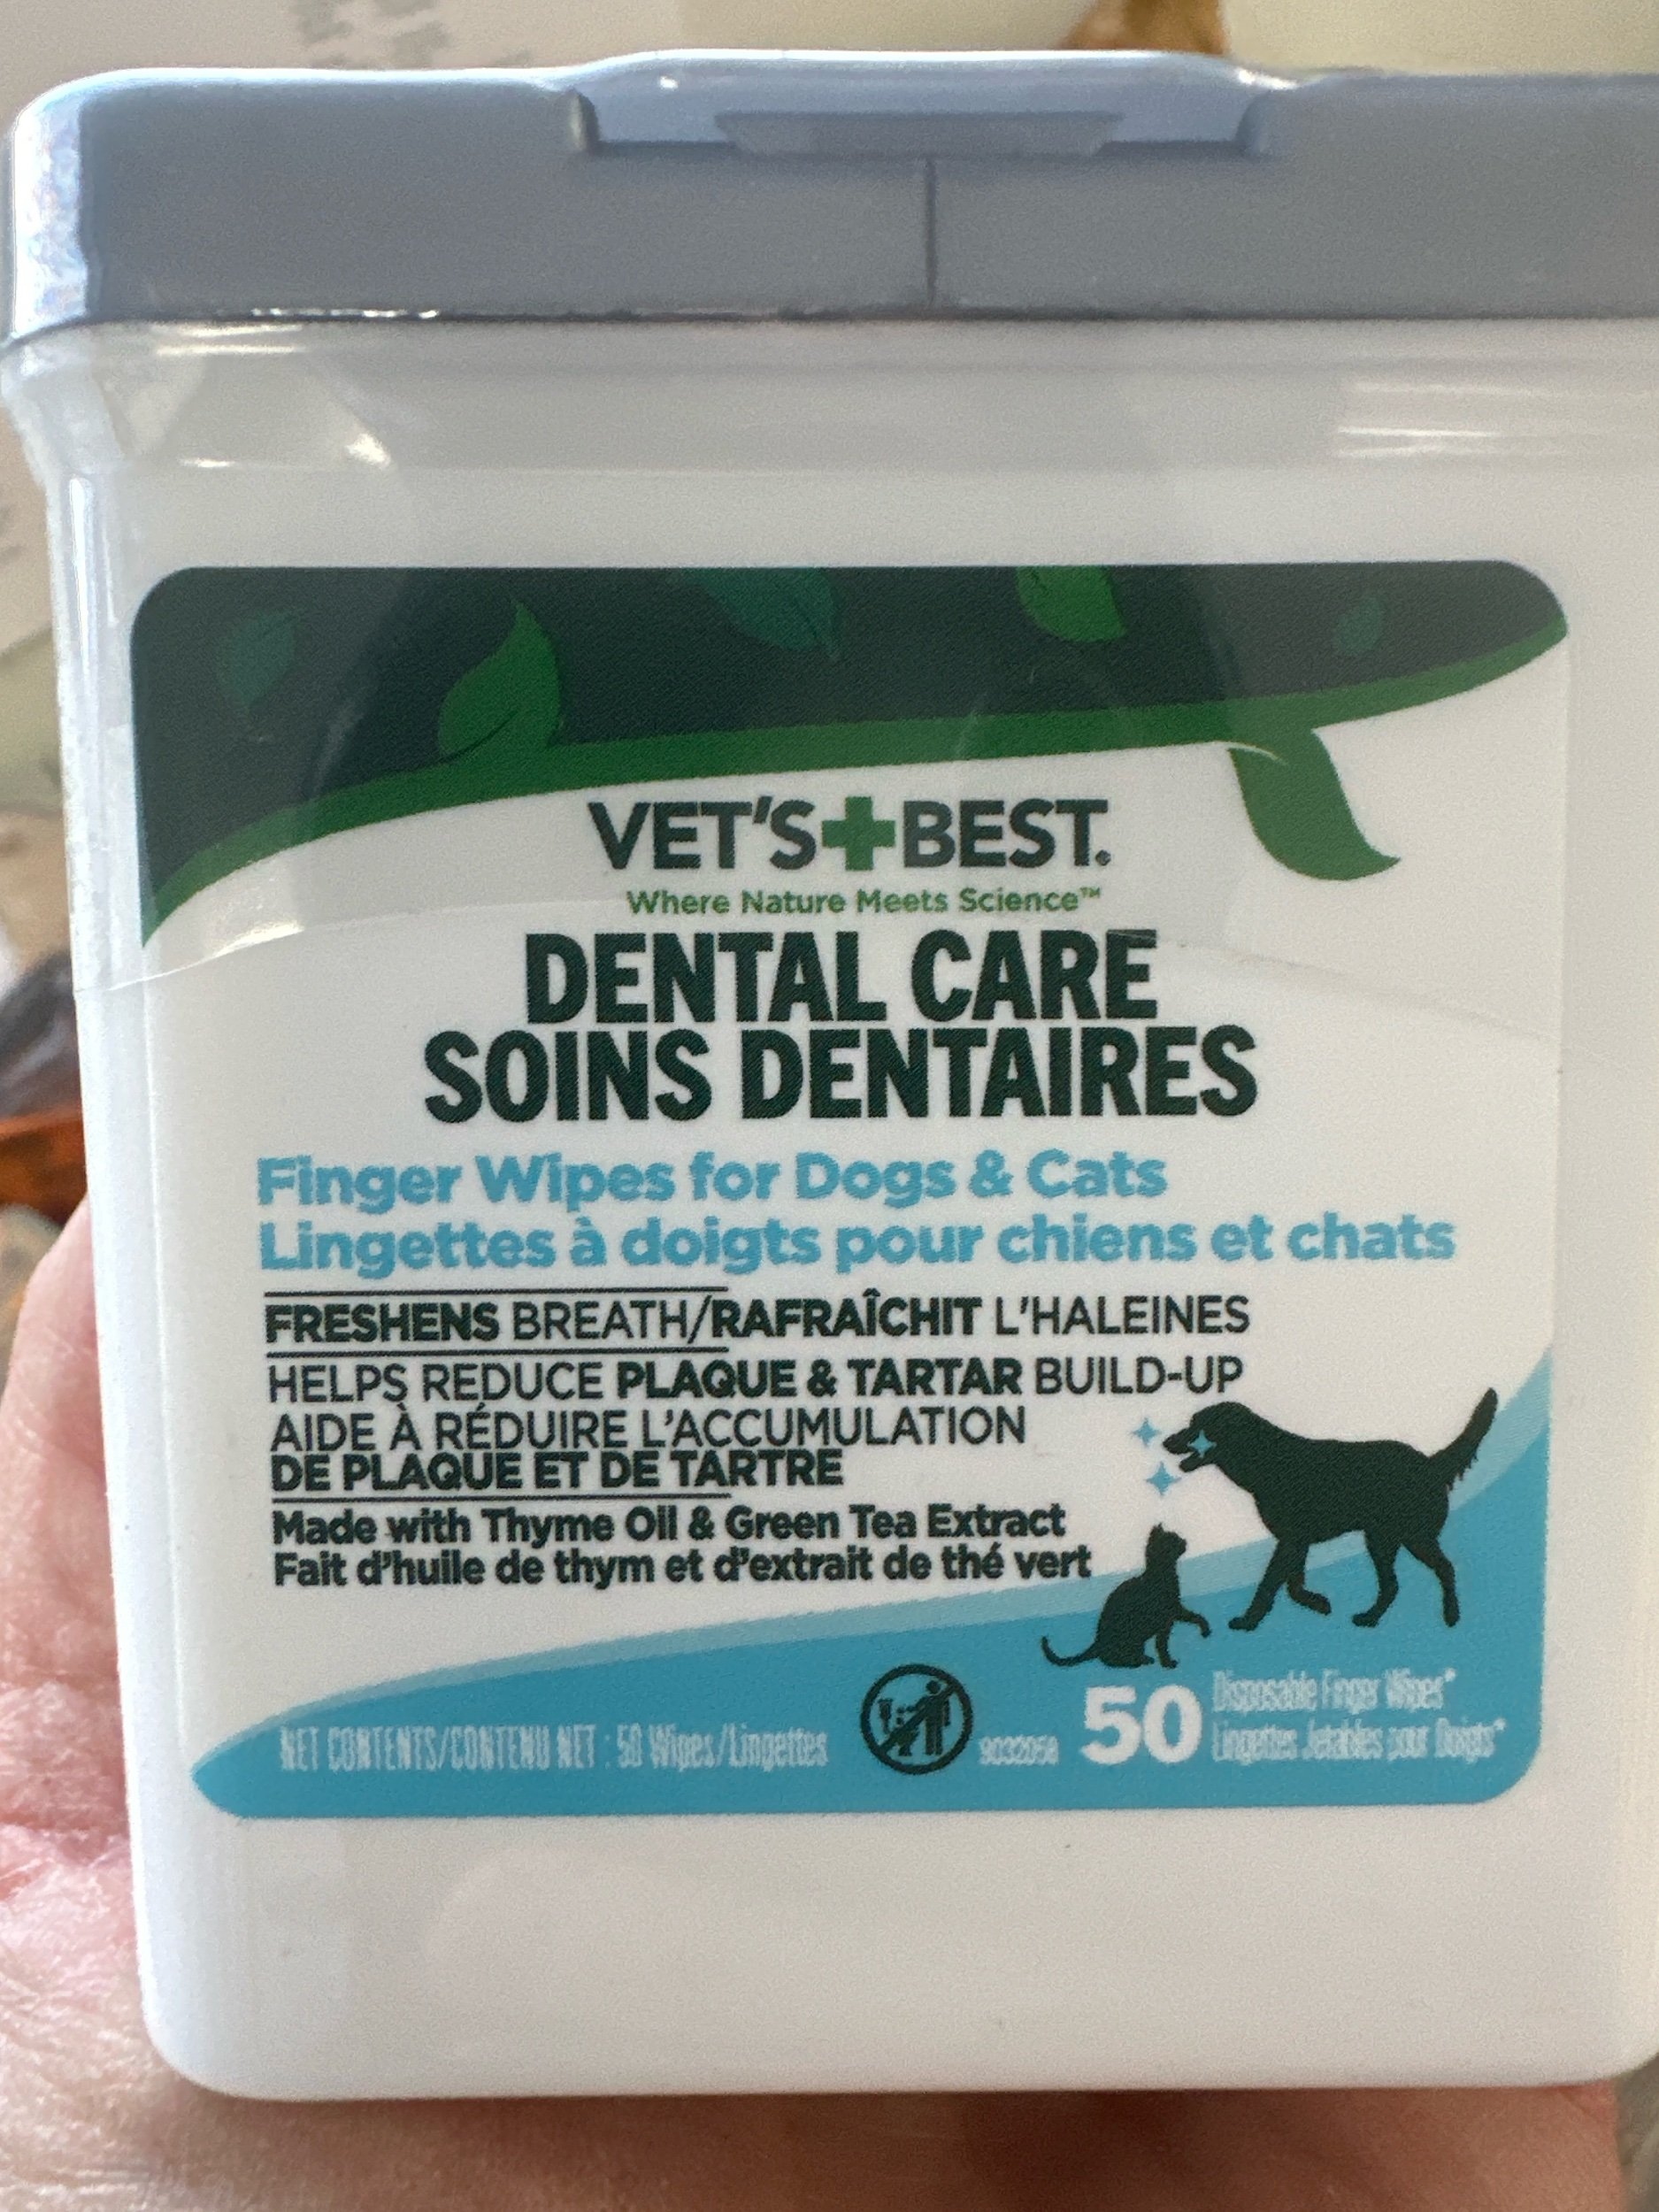 VET'S+BEST®
Where Nature Meets Science™
DENTAL CARE
SOINS DENTAIRES
Finger Wipes for Dogs & Cats
Lingettes à doigts pour chiens et chats
FRESHENS BREATH/RAFRAÎCHIT L'HALEINES
HELPS REDUCE PLAQUE & TARTAR BUILD-UP
AIDE À RÉDUIRE L'ACCUMULATION
DE PLAQUE ET DE TARTRE
Made with Thyme Oil & Green Tea Extract
Fait d'huile de thym et d'extrait de thé vert
NET CONTENTS/CONTENU NET : 50 Wipes/Lingettes
50
Disposable Finger Wipes*
Lingettes Jetables pour Doigts*